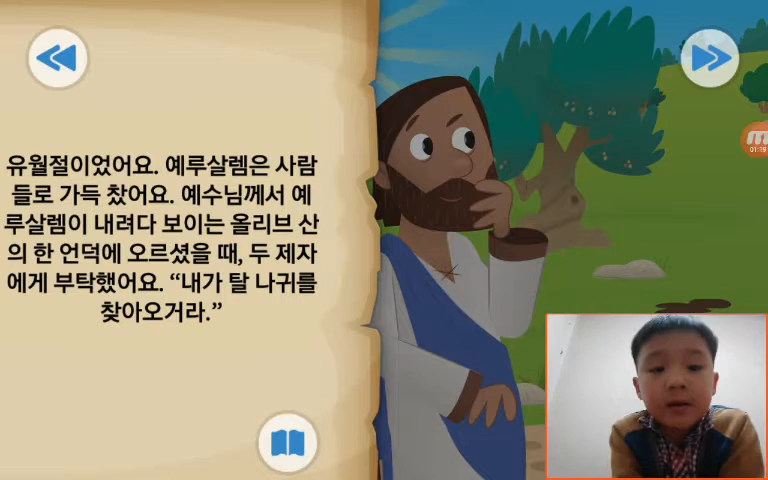 유월절이었어요. 예루살렘은 사람
들로 가득 찼어요. 예수님께서 예
루살렘이 내려다 보이는 올리브 산
의 한 언덕에 오르셨을 때, 두 제자
에게 부탁했어요. “내가 탈 나귀를
찾아오거라.”
01:19